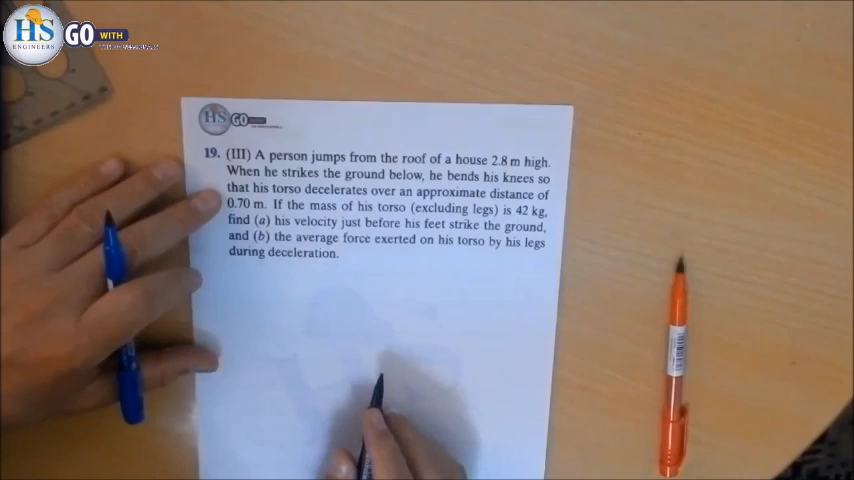 HS
ENGINEERS
GO
WITH
HS
GO
19. (III) A person jumps from the roof of a house 2.8 m high.
When he strikes the ground below, he bends his knees so
that his torso decelerates over an approximate distance of
0.70 m. If the mass of his torso (excluding legs) is 42 kg,
find (a) his velocity just before his feet strike the ground,
and (b) the average force exerted on his torso by his legs
during deceleration.